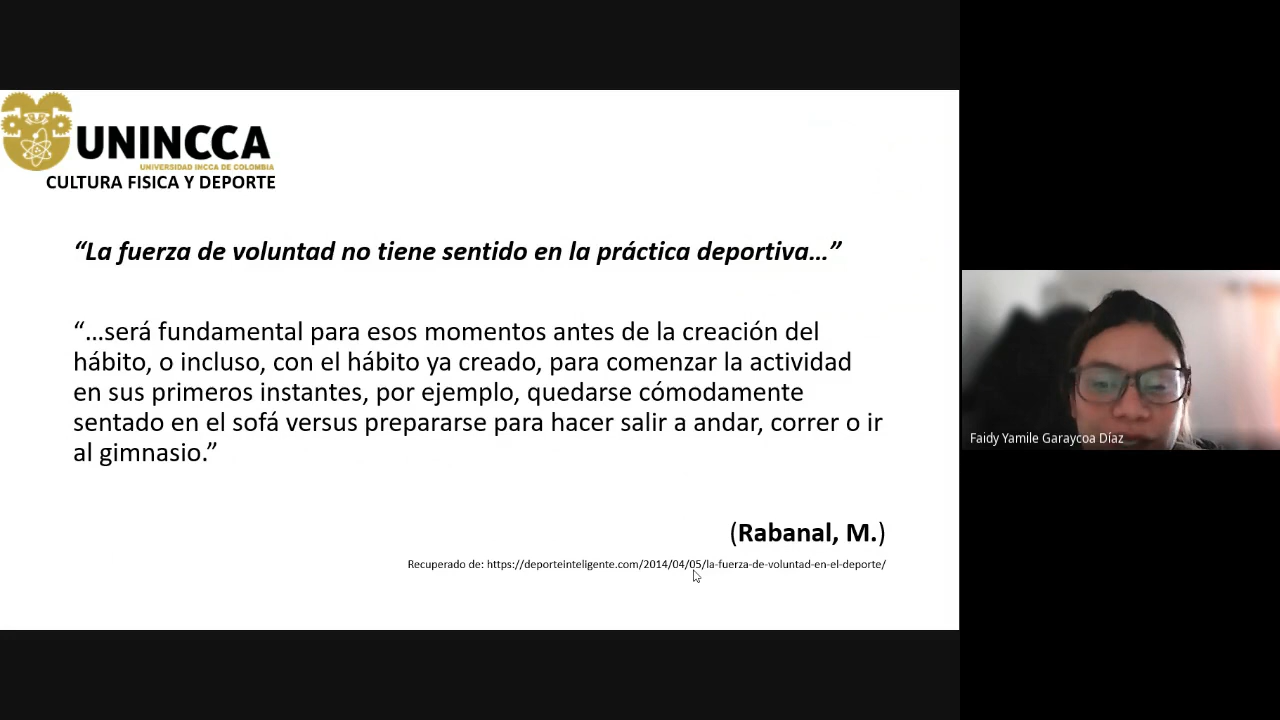 UNINCCA
UNIVERSIDAD INCCA DE COLOMBIA
CULTURA FISICA Y DEPORTE
“La fuerza de voluntad no tiene sentido en la práctica deportiva…”
“…será fundamental para esos momentos antes de la creación del
hábito, o incluso, con el hábito ya creado, para comenzar la actividad
en sus primeros instantes, por ejemplo, quedarse cómodamente
sentado en el sofá versus prepararse para hacer salir a andar, correr o ir
al gimnasio.”
(Rabanal, M.)
Recuperado de: https://deporteinteligente.com/2014/04/05/la-fuerza-de-voluntad-en-el-deporte/
Faidy Yamile Garaycoa Díaz